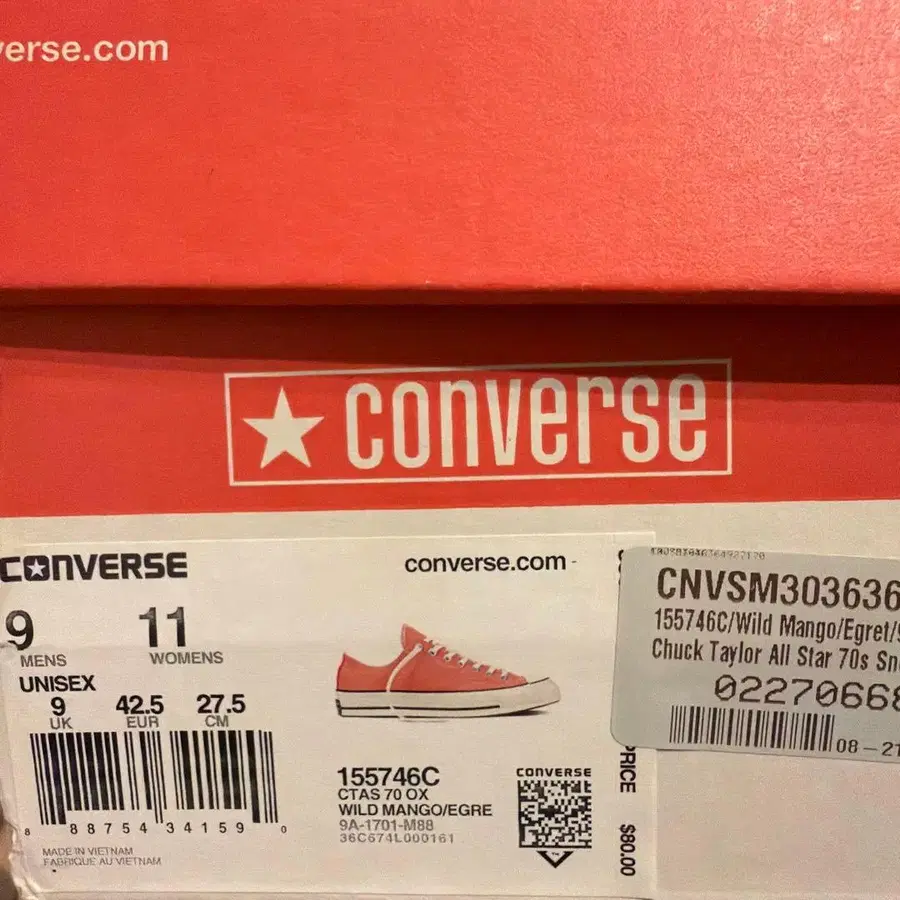 verse.com
converse
CONVERSE
converse.com
9
MENS
11
WOMENS
UNISEX
9
UK
42.5
EUR
27.5
CM
8 88754 34159 0
MADE IN VIETNAM
FABRIQUE AU VIETNAM
155746C
CTAS 70 OX
WILD MANGO/EGRE
9A-1701-M88
36C674L000161
CONVERSE
PRICE $80.00
CNVSM303636
155746C/Wild Mango/Egret/
Chuck Taylor All Star 70s Sn
02270668
08-21